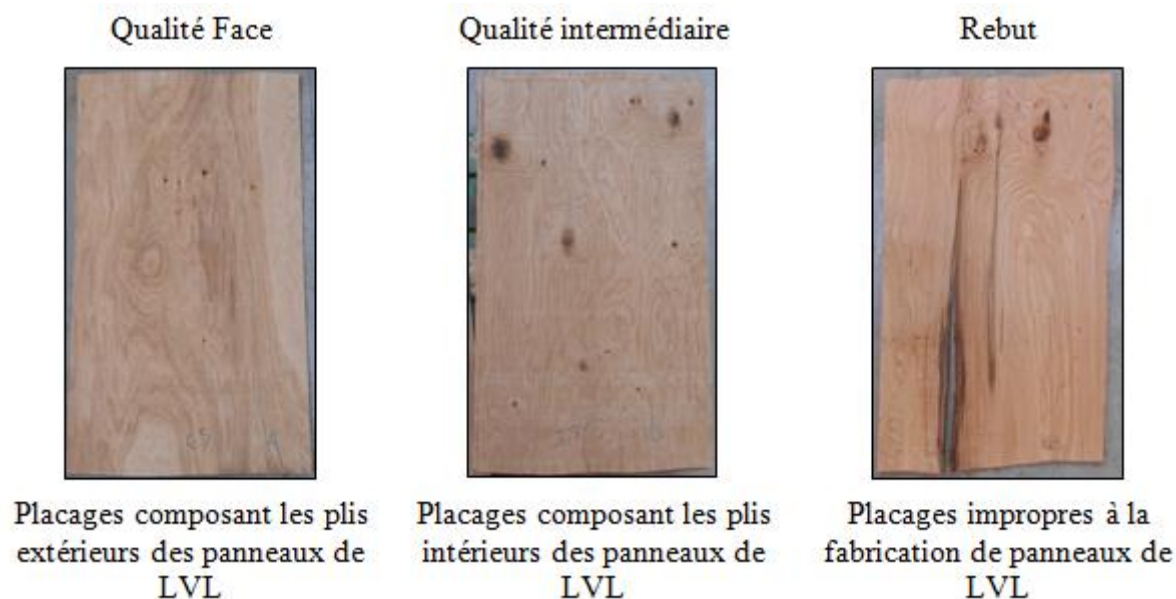 Qualité Face
Qualité intermédiaire
Rebut
Placages composant les plis
extérieurs des panneaux de
LVL
Placages composant les plis
intérieurs des panneaux de
LVL
Placages impropres à la
fabrication de panneaux de
LVL